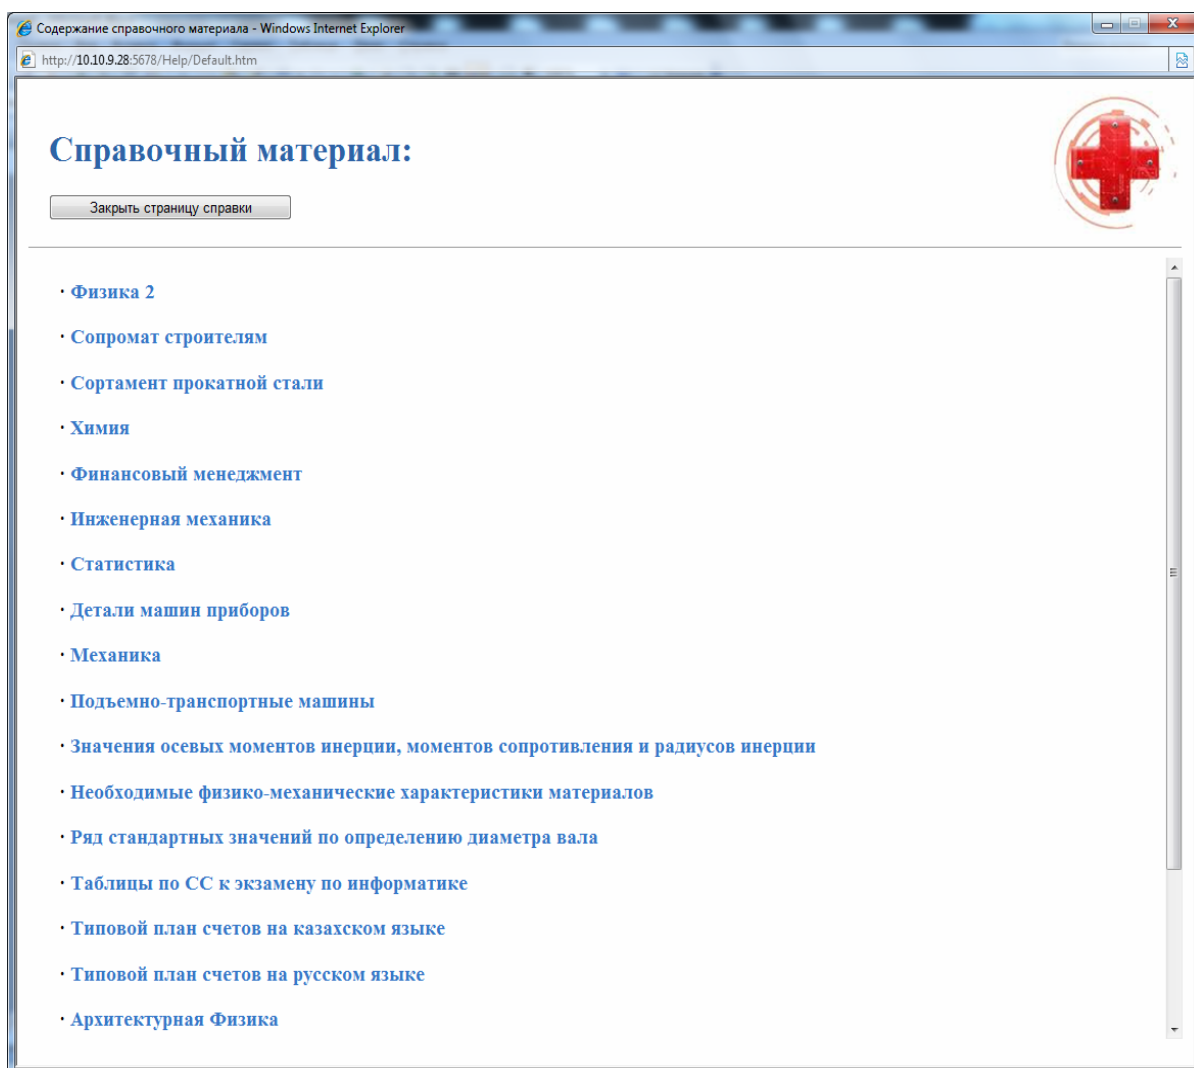 Содержание справочного материала - Windows Internet Explorer
http://10.10.9.28:5678/Help/Default.htm
Справочный материал:
Закрыть страницу справки
· Физика 2
· Сопромат строителям
· Сортамент прокатной стали
· Химия
· Финансовый менеджмент
· Инженерная механика
· Статистика
· Детали машин приборов
· Механика
· Подъемно-транспортные машины
· Значения осевых моментов инерции, моментов сопротивления и радиусов инерции
· Необходимые физико-механические характеристики материалов
· Ряд стандартных значений по определению диаметра вала
· Таблицы по СС к экзамену по информатике
· Типовой план счетов на казахском языке
· Типовой план счетов на русском языке
· Архитектурная Физика